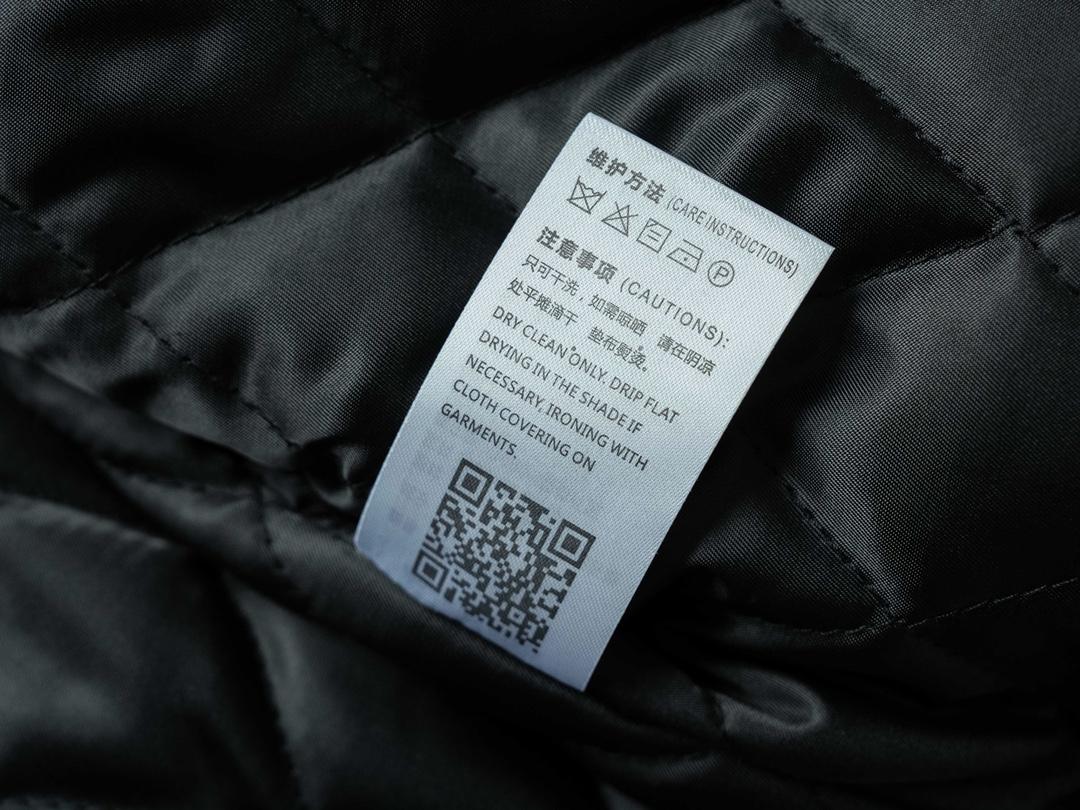 维护方法 (CARE INSTRUCTIONS)
P
注意事项 (CAUTIONS):
只可干洗，如需晾晒 请在阴凉
处平摊滴干 垫布熨烫。
DRY CLEAN ONLY. DRIP FLAT
DRYING IN THE SHADE IF
NECESSARY, IRONING WITH
CLOTH COVERING ON
GARMENTS.